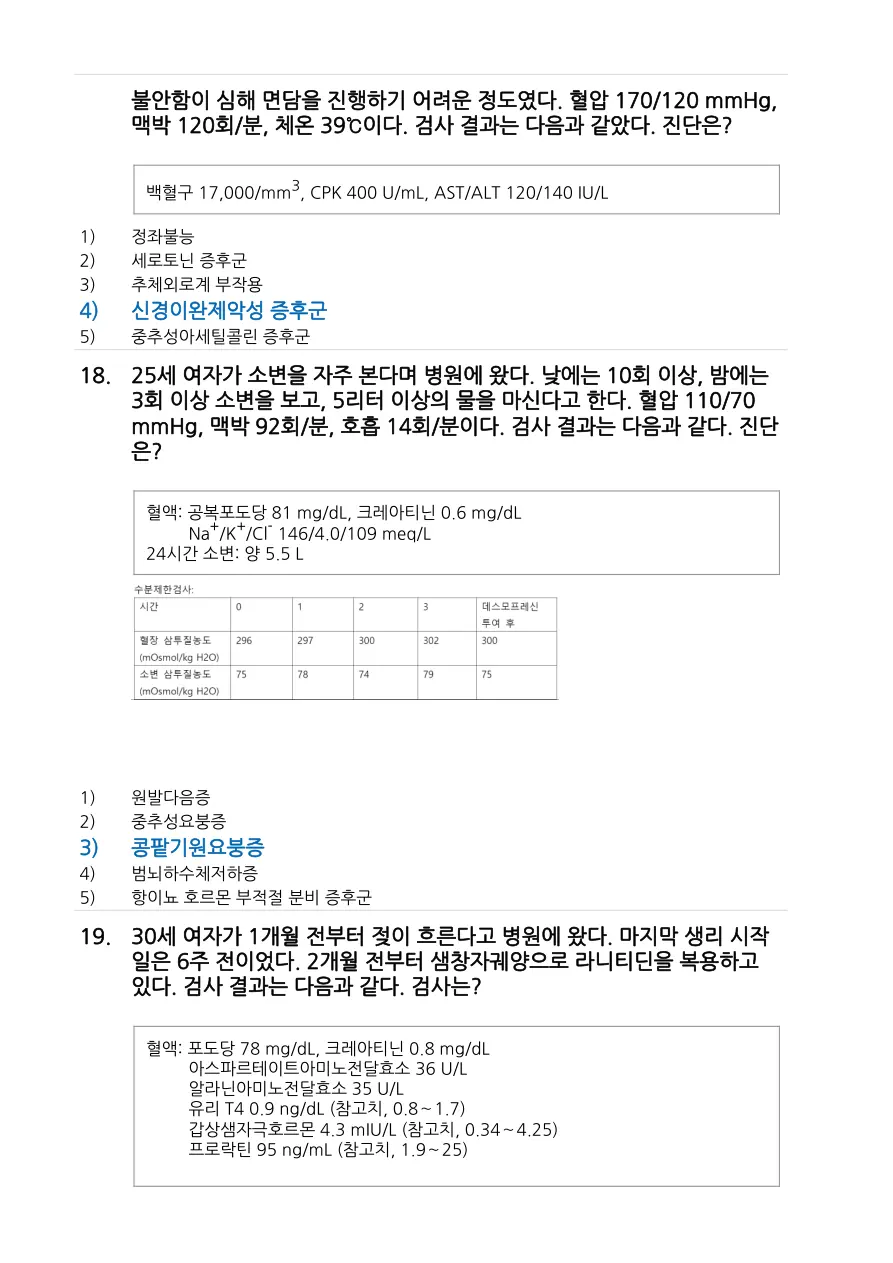 불안함이 심해 면담을 진행하기 어려운 정도였다. 혈압 170/120 mmHg,
맥박 120회/분, 체온 39℃이다. 검사 결과는 다음과 같았다. 진단은?
백혈구 17,000/mm³, CPK 400 U/mL, AST/ALT 120/140 IU/L
1) 정좌불능
2) 세로토닌 증후군
3) 추체외로계 부작용
4) 신경이완제악성 증후군
5) 중추성아세틸콜린 증후군
18. 25세 여자가 소변을 자주 본다며 병원에 왔다. 낮에는 10회 이상, 밤에는
3회 이상 소변을 보고, 5리터 이상의 물을 마신다고 한다. 혈압 110/70
mmHg, 맥박 92회/분, 호흡 14회/분이다. 검사 결과는 다음과 같다. 진단
은?
혈액: 공복포도당 81 mg/dL, 크레아티닌 0.6 mg/dL
Na⁺/K⁺/Cl⁻ 146/4.0/109 meq/L
24시간 소변: 양 5.5 L
수분제한검사:
시간 0 1 2 3 데스모프레신
투여 후
혈장 삼투질농도 296 297 300 302 300
(mOsmol/kg H2O)
소변 삼투질농도 75 78 74 79 75
(mOsmol/kg H2O)
1) 원발다음증
2) 중추성요붕증
3) 콩팥기원요붕증
4) 범뇌하수체저하증
5) 항이뇨 호르몬 부적절 분비 증후군
19. 30세 여자가 1개월 전부터 젖이 흐른다고 병원에 왔다. 마지막 생리 시작
일은 6주 전이었다. 2개월 전부터 샘창자궤양으로 라니티딘을 복용하고
있다. 검사 결과는 다음과 같다. 검사는?
혈액: 포도당 78 mg/dL, 크레아티닌 0.8 mg/dL
아스파르테이트아미노전달효소 36 U/L
알라닌아미노전달효소 35 U/L
유리 T4 0.9 ng/dL (참고치, 0.8~1.7)
갑상샘자극호르몬 4.3 mIU/L (참고치, 0.34~4.25)
프로락틴 95 ng/mL (참고치, 1.9~25)